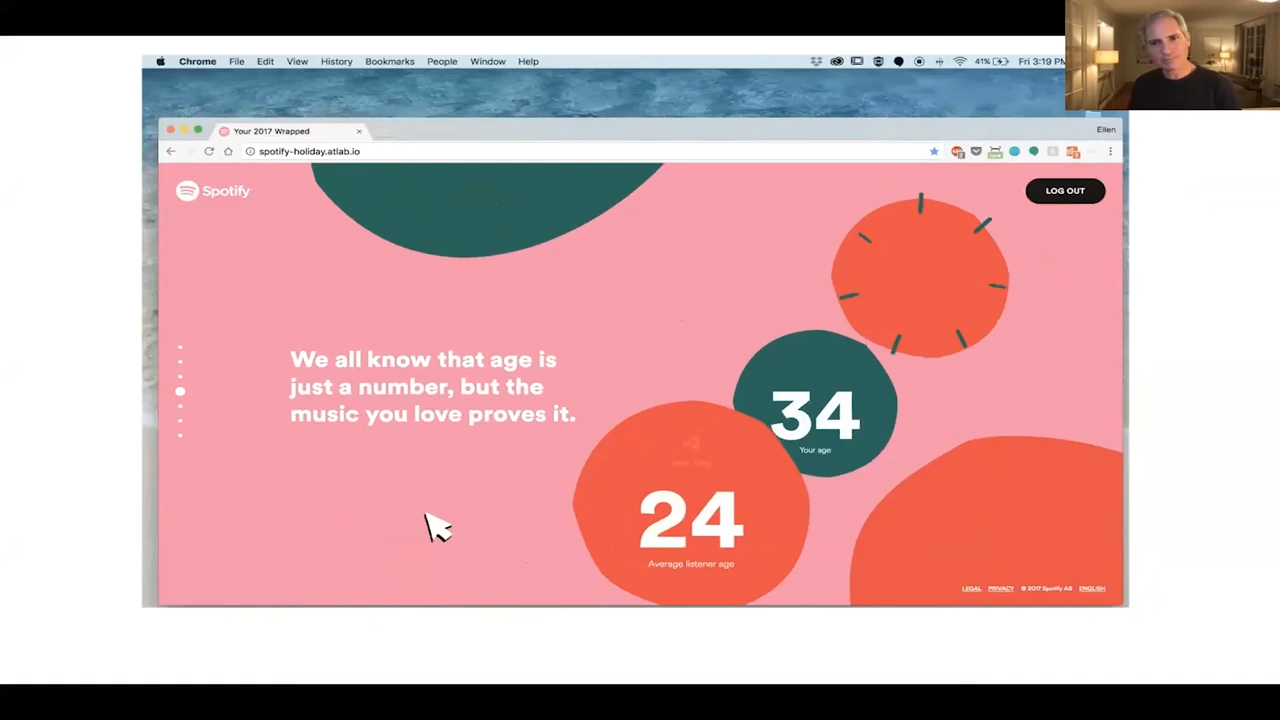 Chrome File Edit View History Bookmarks People Window Help
41%
Fri 3:19 PM
Your 2017 Wrapped
Ellen
spotify-holiday.atlab.io
Spotify
LOG OUT
We all know that age is
just a number, but the
music you love proves it.
34
Your age
24
Average listener age
LEGAL PRIVACY © 2017 Spotify AB ENGLISH